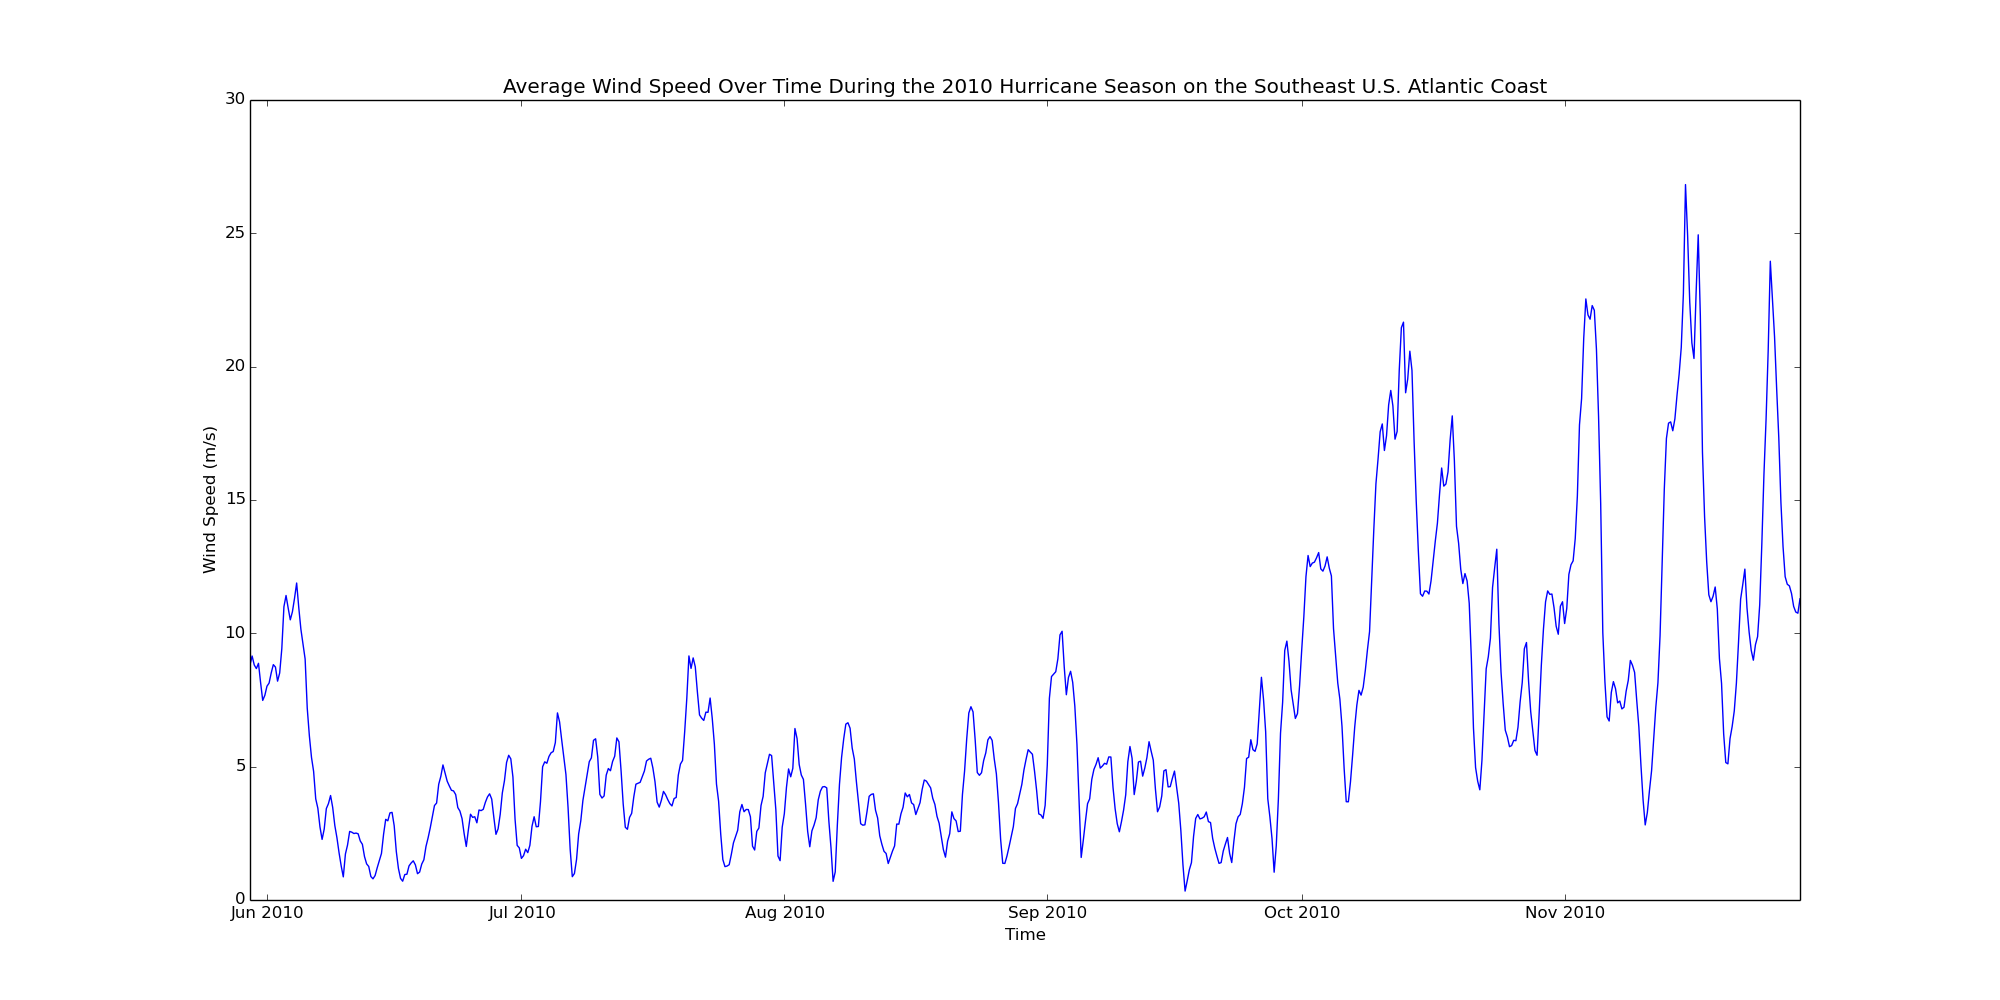 Average Wind Speed Over Time During the 2010 Hurricane Season on the Southeast U.S. Atlantic Coast
30
25
20
15
10
5
0
Wind Speed (m/s)
Jun 2010
Jul 2010
Aug 2010
Sep 2010
Oct 2010
Nov 2010
Time